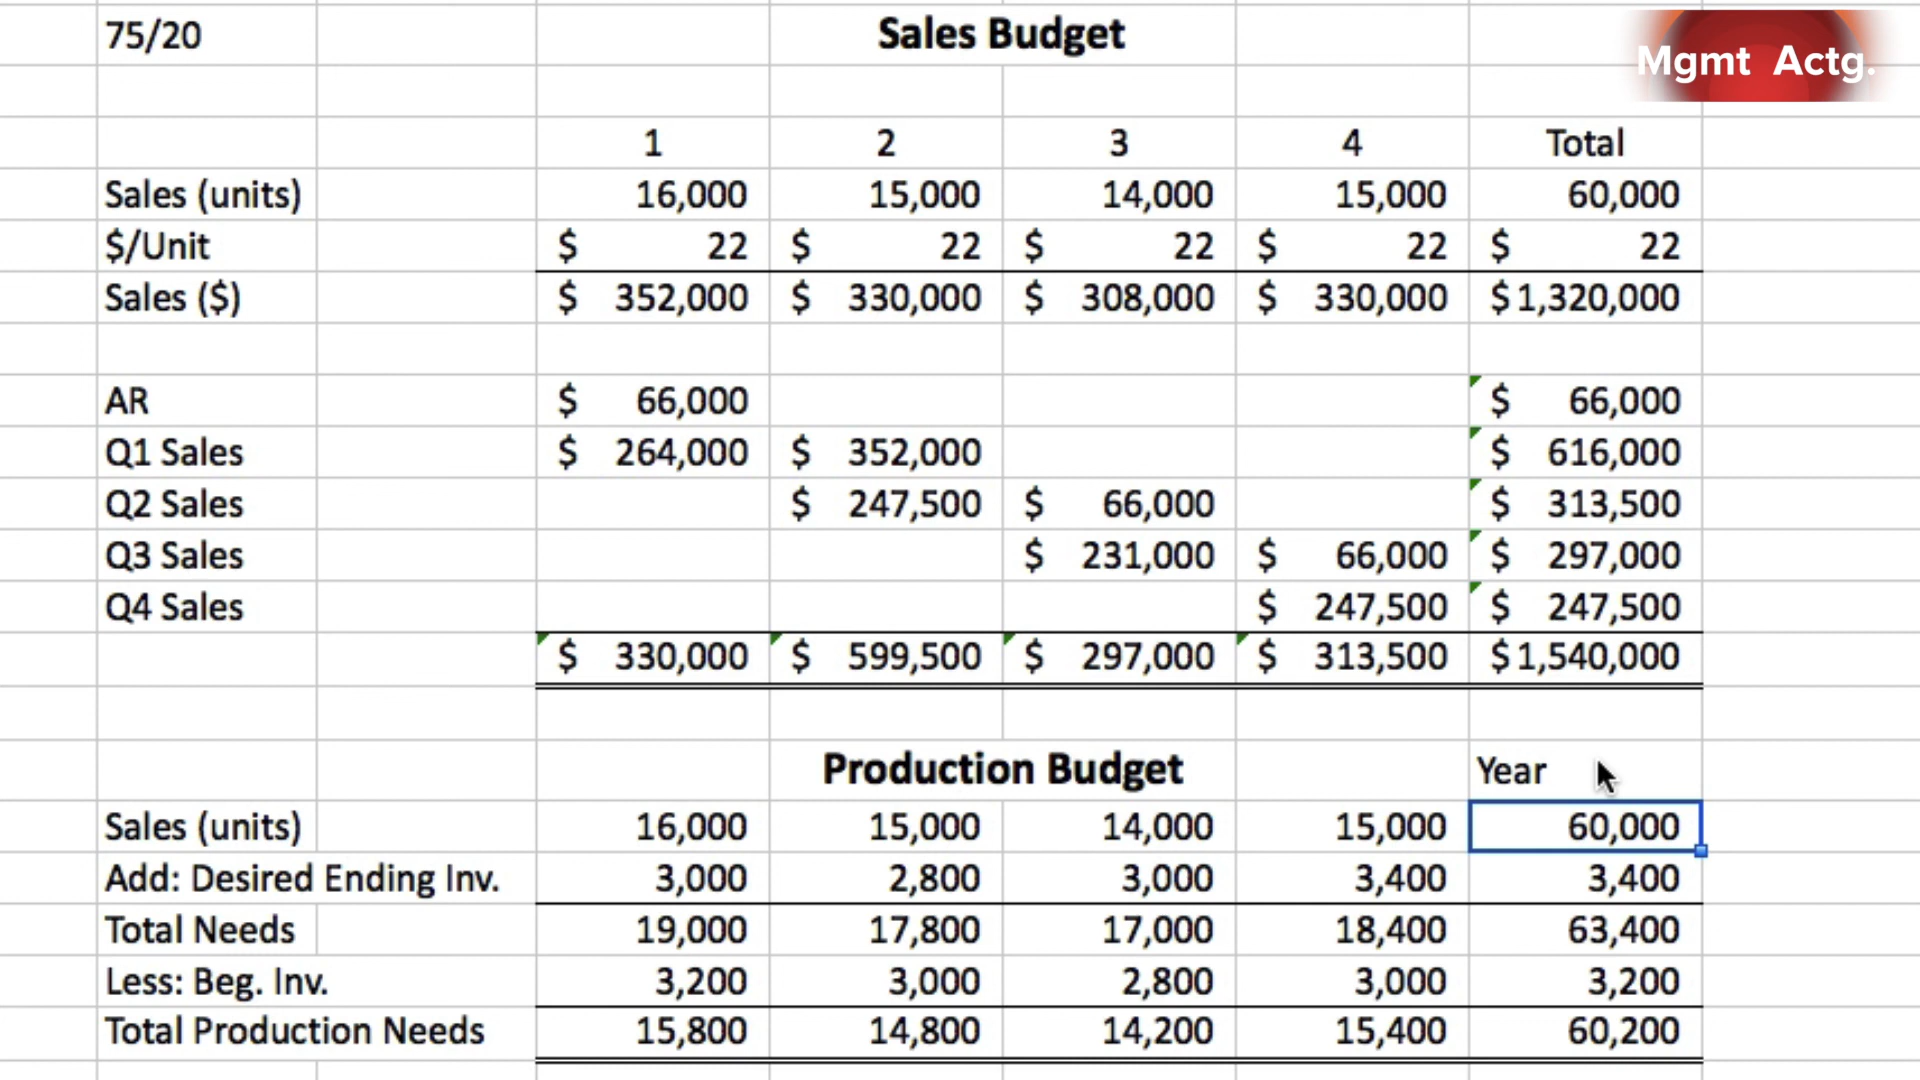 75/20 Sales Budget
Mgmt Actg.
1 2 3 4 Total
Sales (units) 16,000 15,000 14,000 15,000 60,000
$/Unit $ 22 $ 22 $ 22 $ 22 $ 22
Sales ($) $ 352,000 $ 330,000 $ 308,000 $ 330,000 $1,320,000
AR $ 66,000 $ 66,000
Q1 Sales $ 264,000 $ 352,000 $ 616,000
Q2 Sales $ 247,500 $ 66,000 $ 313,500
Q3 Sales $ 231,000 $ 66,000 $ 297,000
Q4 Sales $ 247,500 $ 247,500
$ 330,000 $ 599,500 $ 297,000 $ 313,500 $1,540,000
Production Budget Year
Sales (units) 16,000 15,000 14,000 15,000 60,000
Add: Desired Ending Inv. 3,000 2,800 3,000 3,400 3,400
Total Needs 19,000 17,800 17,000 18,400 63,400
Less: Beg. Inv. 3,200 3,000 2,800 3,000 3,200
Total Production Needs 15,800 14,800 14,200 15,400 60,200